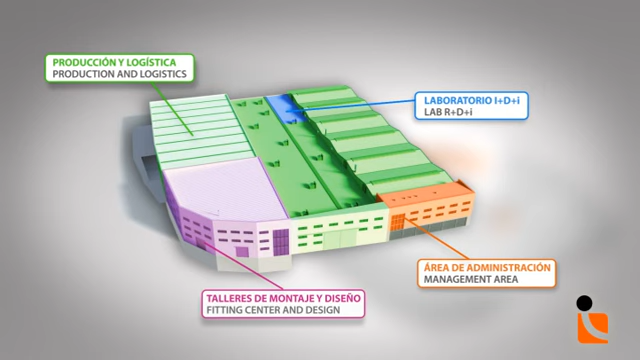 PRODUCCIÓN Y LOGÍSTICA
PRODUCTION AND LOGISTICS
LABORATORIO I+D+i
LAB R+D+i
ÁREA DE ADMINISTRACIÓN
MANAGEMENT AREA
TALLERES DE MONTAJE Y DISEÑO
FITTING CENTER AND DESIGN